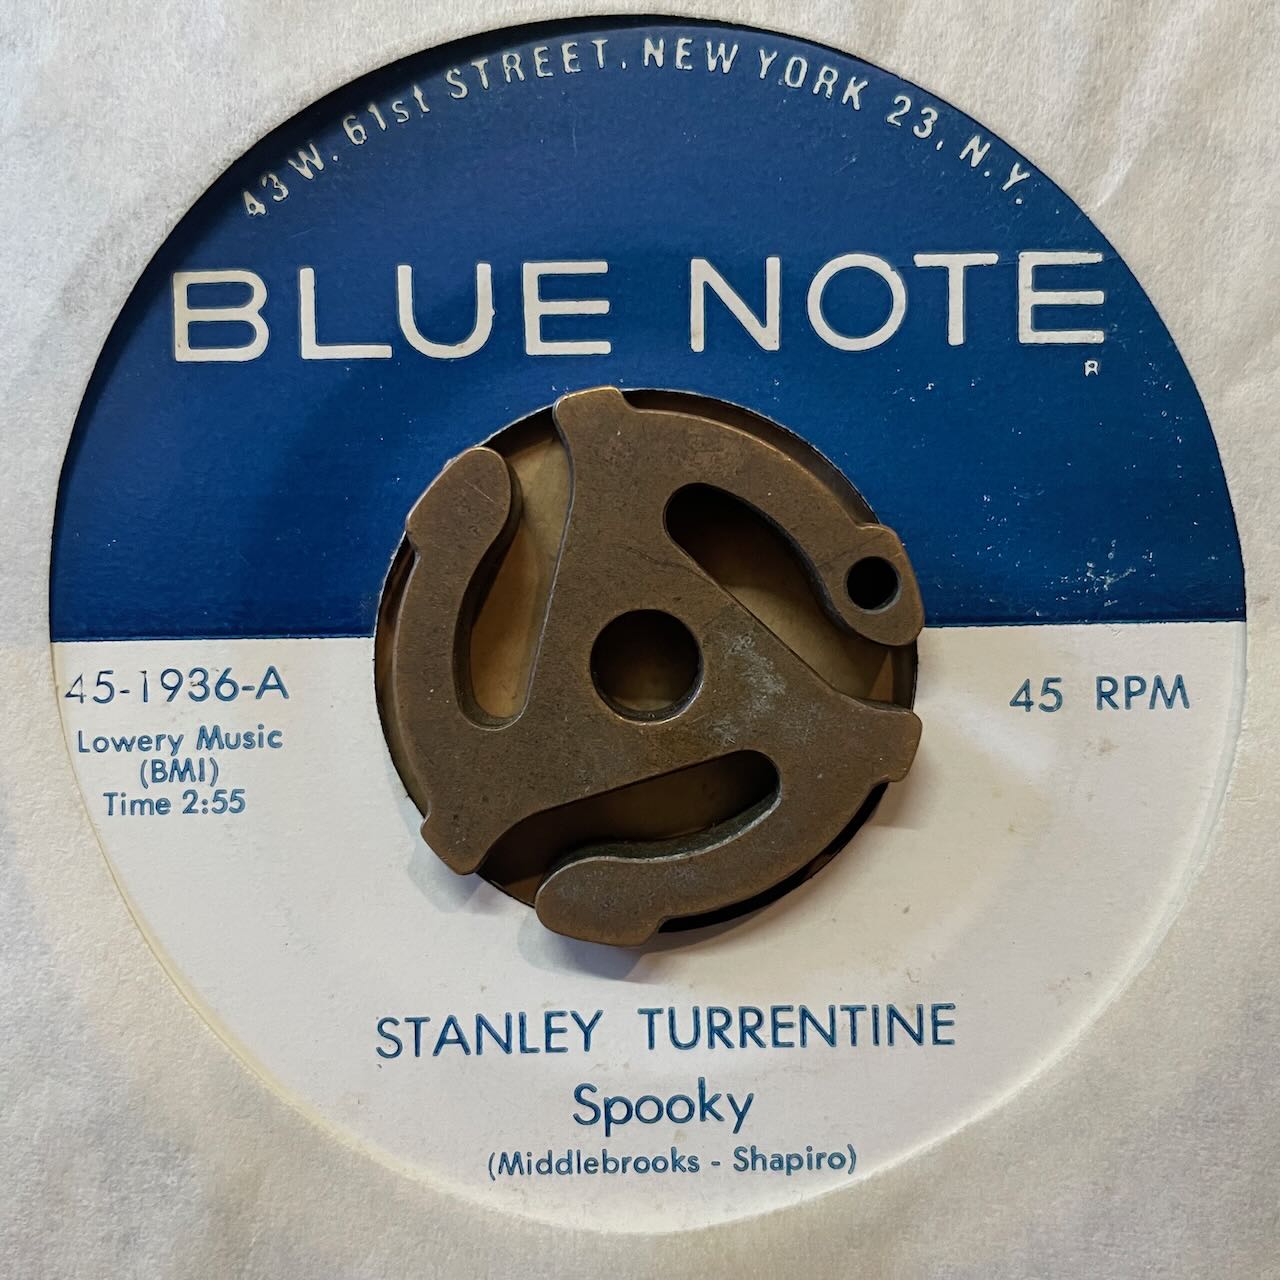 43 W. 61st STREET, NEW YORK 23, N.Y.
BLUE NOTE
R
45-1936-A
Lowery Music
(BMI)
Time 2:55
45 RPM
STANLEY TURRENTINE
Spooky
(Middlebrooks - Shapiro)